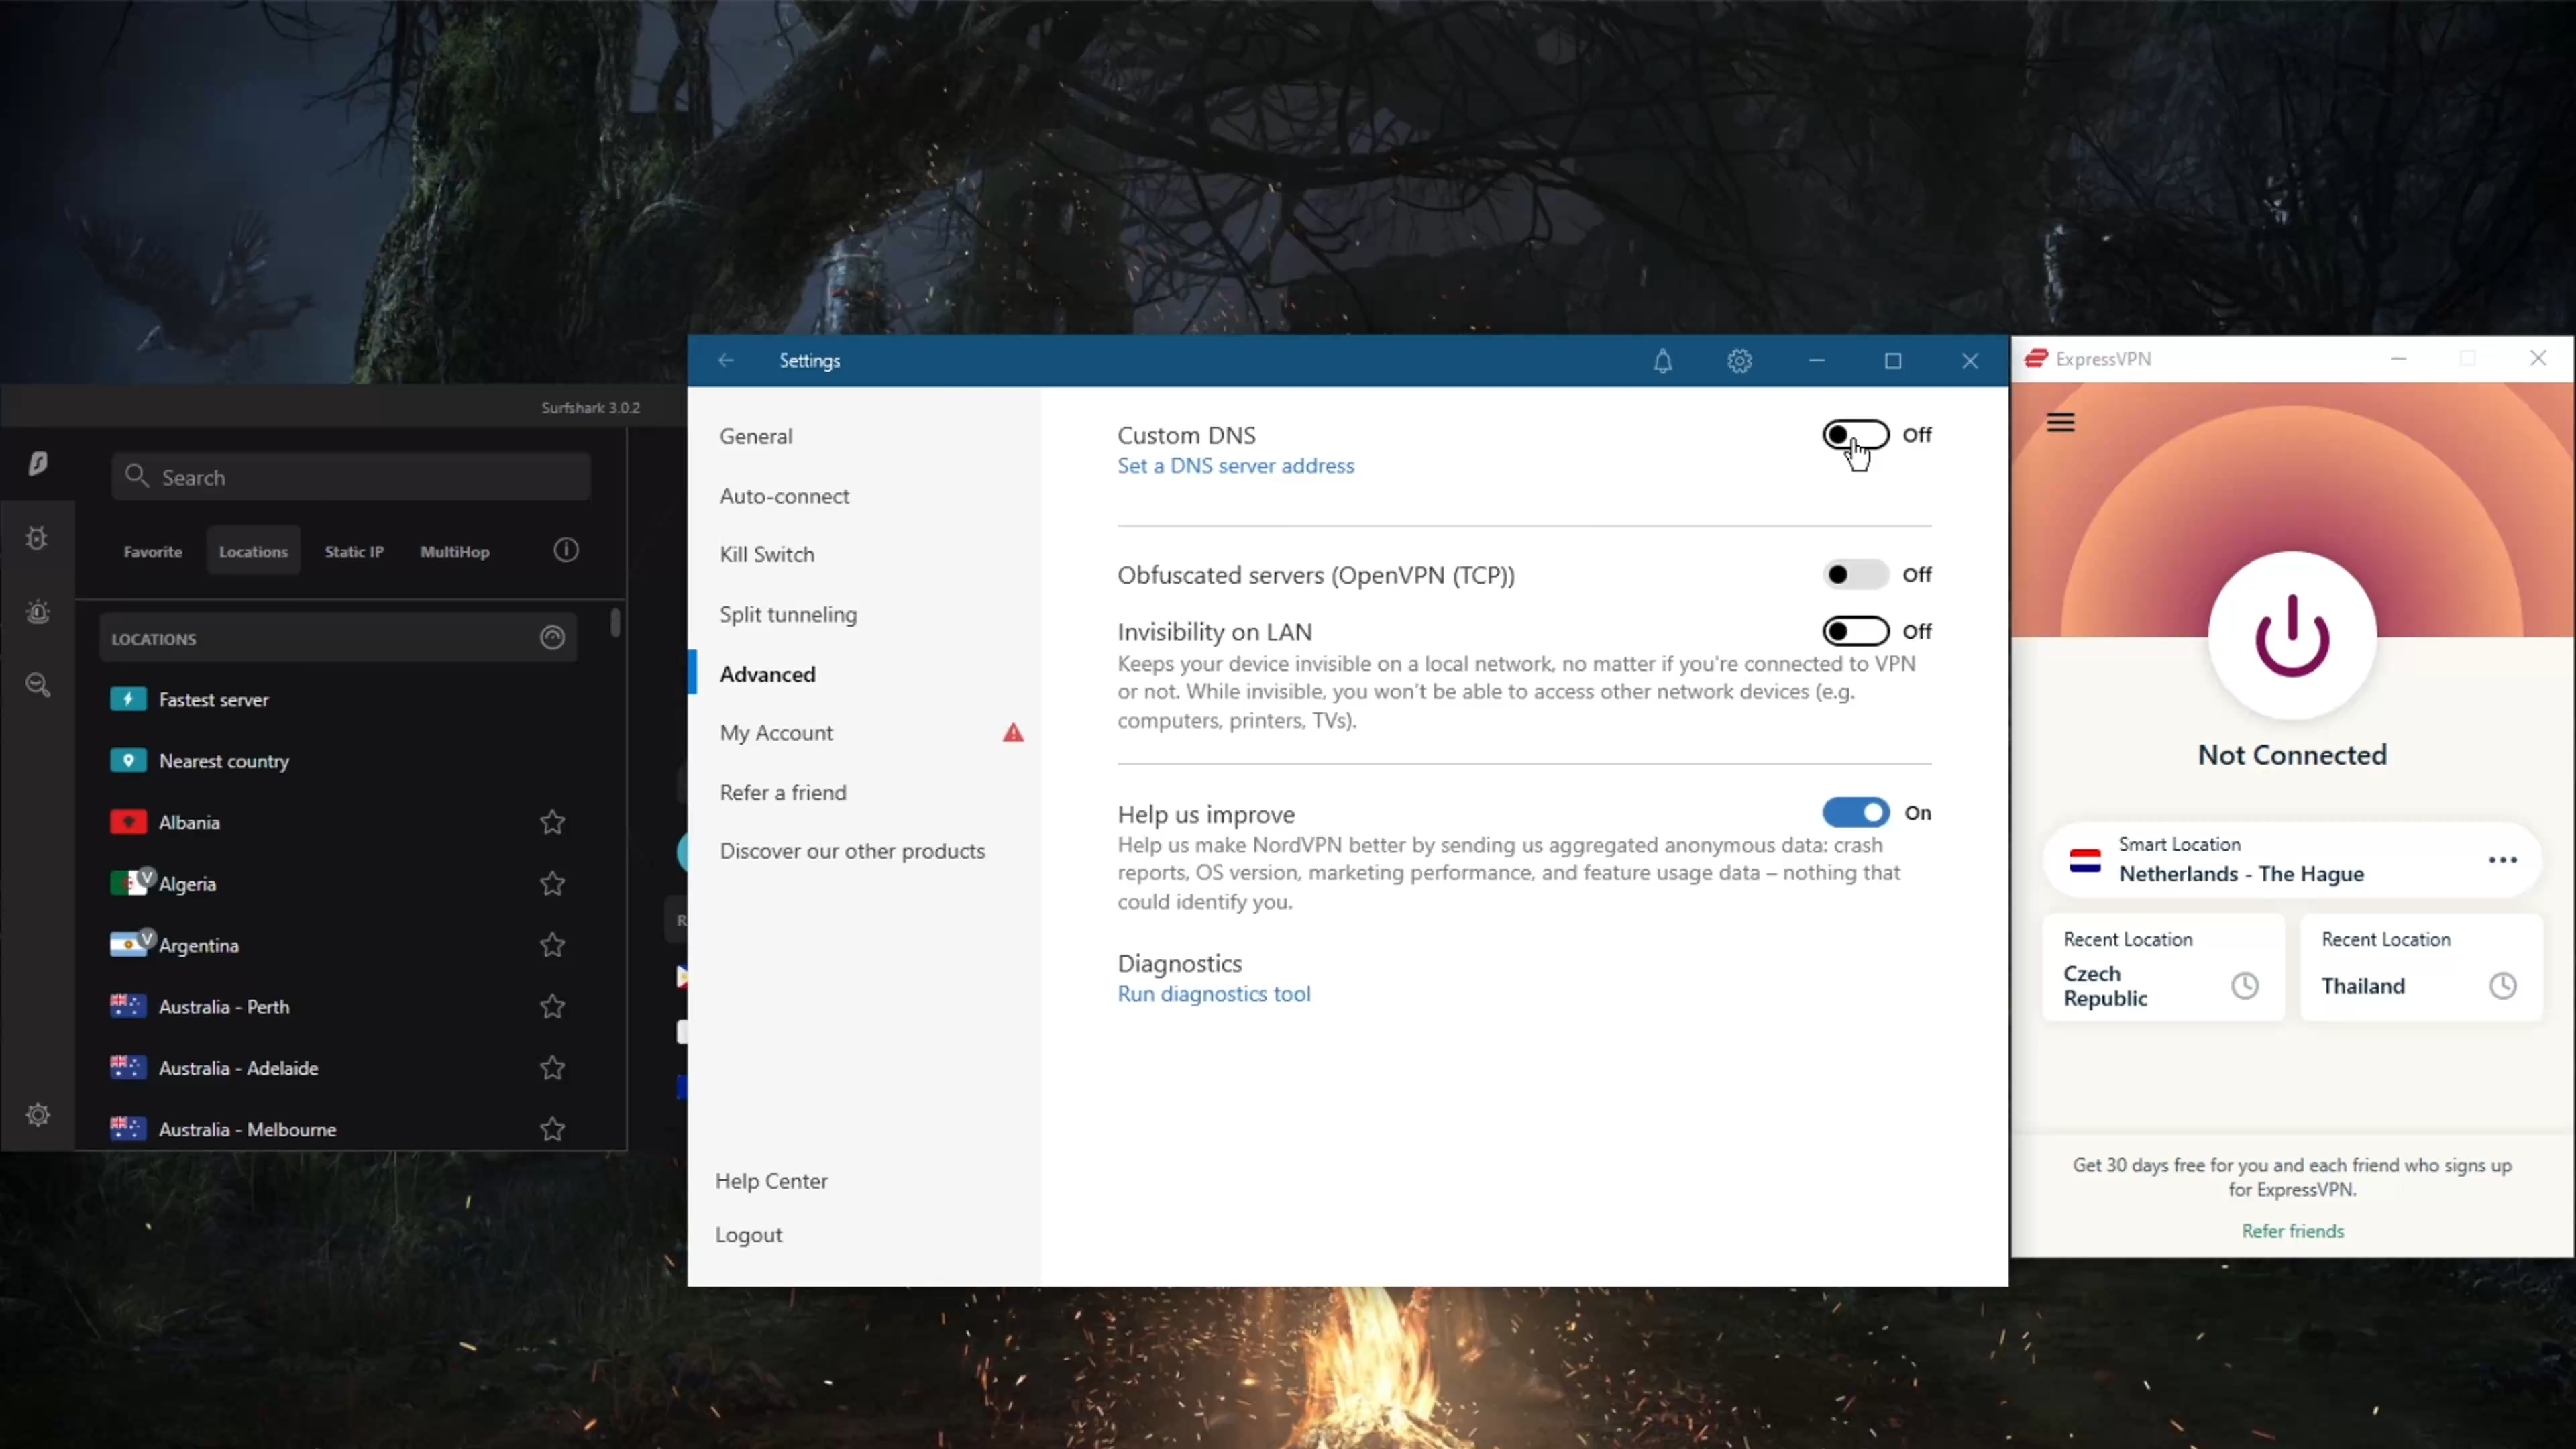 Surfshark 3.0.2
Search
Favorite
Locations
Static IP
MultiHop
LOCATIONS
Fastest server
Nearest country
Albania
V
Algeria
V
Argentina
Australia - Perth
Australia - Adelaide
Australia - Melbourne
R
Settings
General
Auto-connect
Kill Switch
Split tunneling
Advanced
My Account
Refer a friend
Discover our other products
Help Center
Logout
Custom DNS
Off
Set a DNS server address
Obfuscated servers (OpenVPN (TCP))
Off
Invisibility on LAN
Off
Keeps your device invisible on a local network, no matter if you're connected to VPN
or not. While invisible, you won't be able to access other network devices (e.g.
computers, printers, TVs).
Help us improve
On
Help us make NordVPN better by sending us aggregated anonymous data: crash
reports, OS version, marketing performance, and feature usage data – nothing that
could identify you.
Diagnostics
Run diagnostics tool
ExpressVPN
Not Connected
Smart Location
Netherlands - The Hague
Recent Location
Czech
Republic
Recent Location
Thailand
Get 30 days free for you and each friend who signs up
for ExpressVPN.
Refer friends